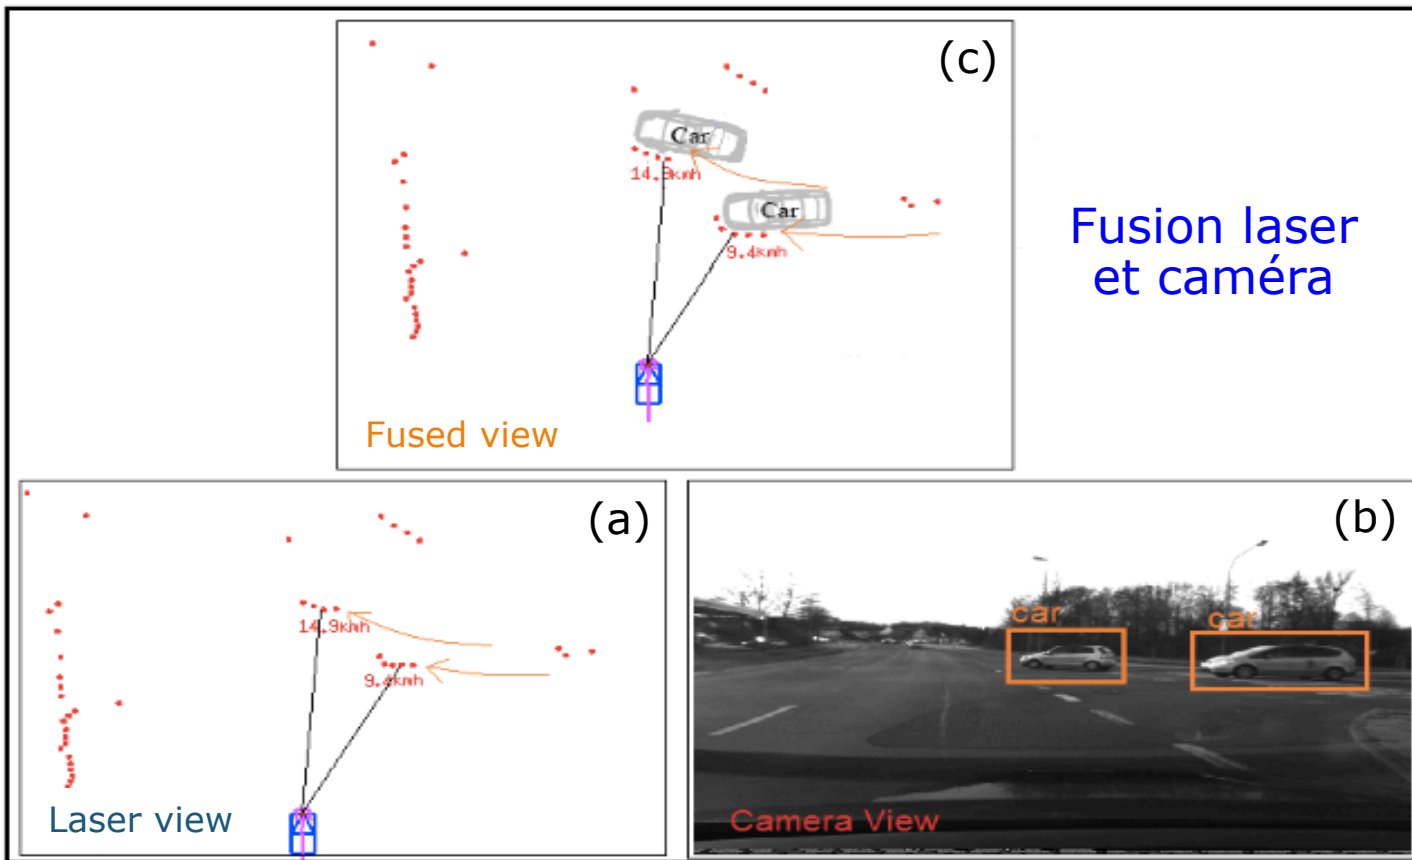 (c)
Car
14.9kmh
Car
9.4kmh
Fused view
Fusion laser
et caméra
(a)
14.9kmh
9.4kmh
Laser view
(b)
car
car
Camera View